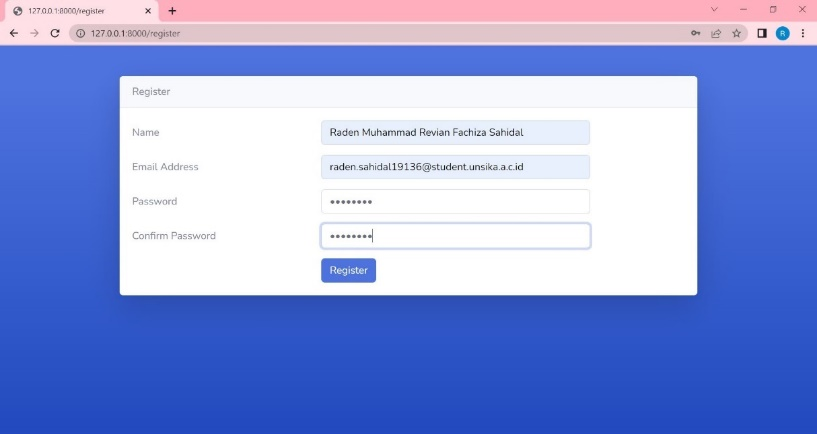 127.0.0.1:8000/register
127.0.0.1:8000/register
R
Register
Name
Raden Muhammad Revian Fachiza Sahidal
Email Address
raden.sahidal19136@student.unsika.a.c.id
Password
••••••••
Confirm Password
••••••••
Register